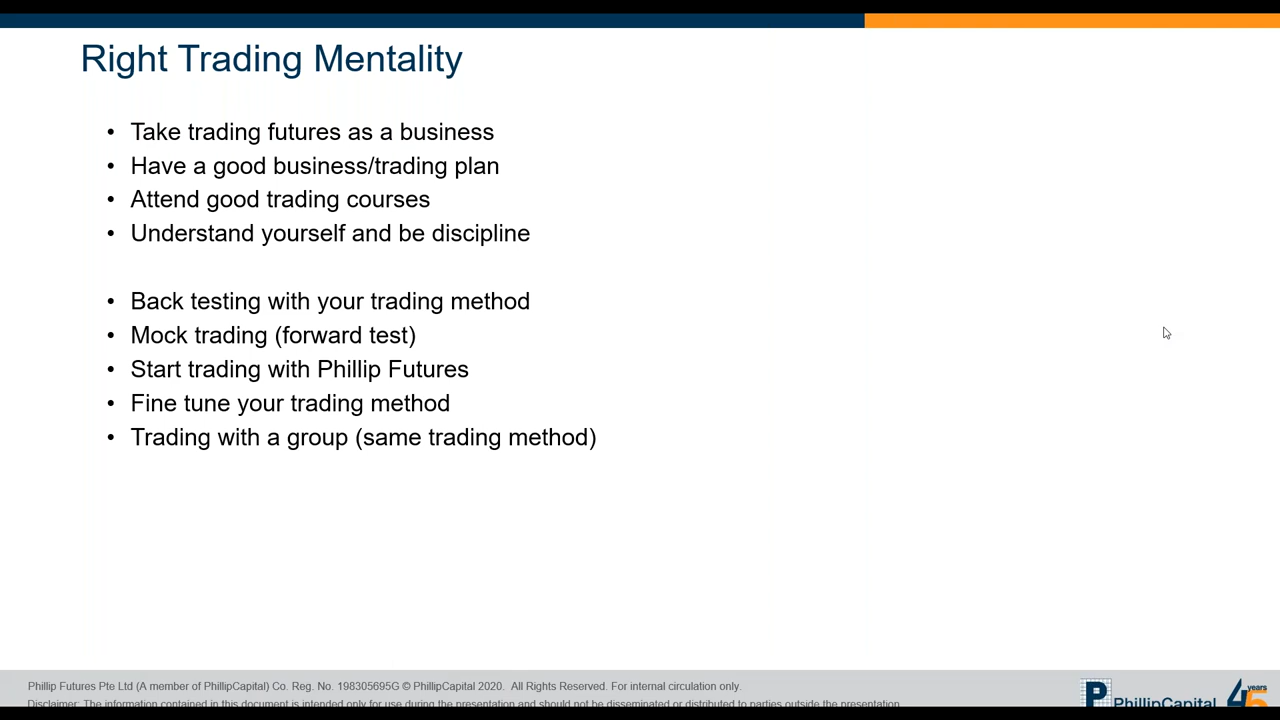 Right Trading Mentality
• Take trading futures as a business
• Have a good business/trading plan
• Attend good trading courses
• Understand yourself and be discipline
• Back testing with your trading method
• Mock trading (forward test)
• Start trading with Phillip Futures
• Fine tune your trading method
• Trading with a group (same trading method)
Phillip Futures Pte Ltd (A member of PhillipCapital) Co. Reg. No. 198305695G © PhillipCapital 2020. All Rights Reserved. For internal circulation only.
Disclaimer: The information contained in this document is intended only for use during the presentation and should not be disseminated or distributed to parties outside the presentation.
P PhillipCapital 45 years